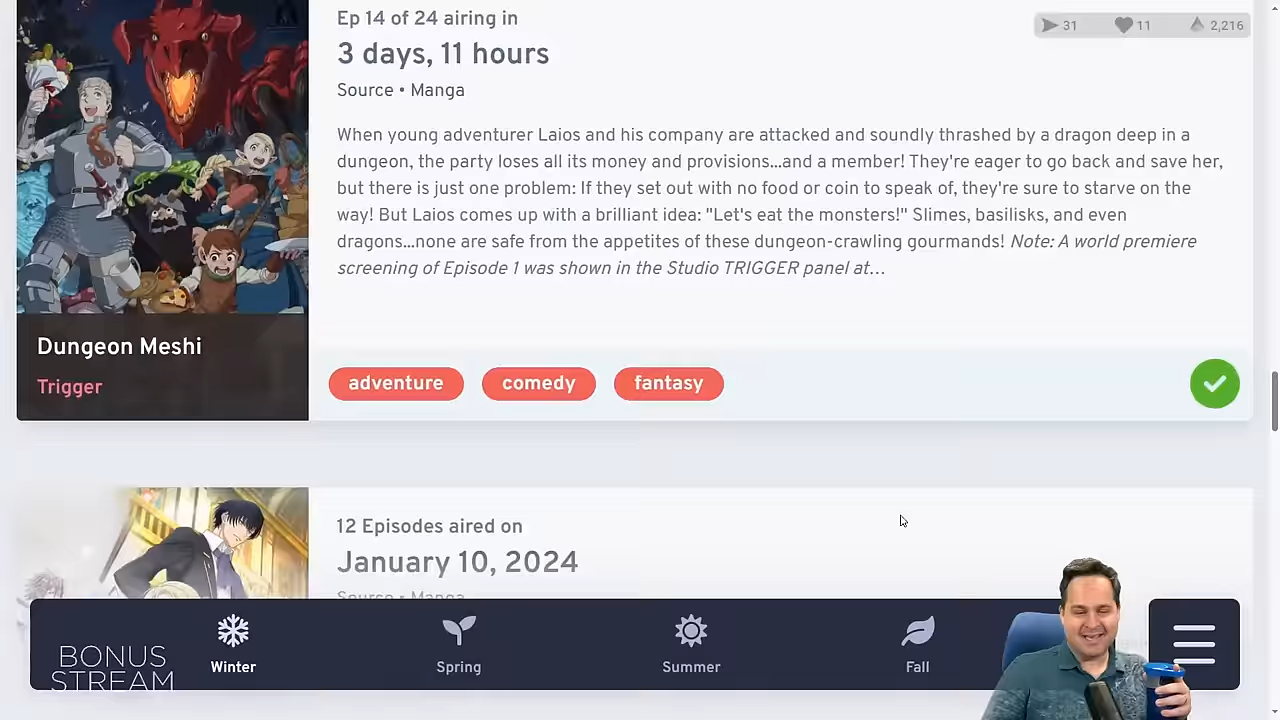 Ep 14 of 24 airing in
31 11 2,216
3 days, 11 hours
Source • Manga
When young adventurer Laios and his company are attacked and soundly thrashed by a dragon deep in a
dungeon, the party loses all its money and provisions...and a member! They're eager to go back and save her,
but there is just one problem: If they set out with no food or coin to speak of, they're sure to starve on the
way! But Laios comes up with a brilliant idea: "Let's eat the monsters!" Slimes, basilisks, and even
dragons...none are safe from the appetites of these dungeon-crawling gourmands! Note: A world premiere
screening of Episode 1 was shown in the Studio TRIGGER panel at…
Dungeon Meshi
Trigger
adventure comedy fantasy
12 Episodes aired on
January 10, 2024
Source • Manga
Winter Spring Summer Fall
BONUS
STREAM